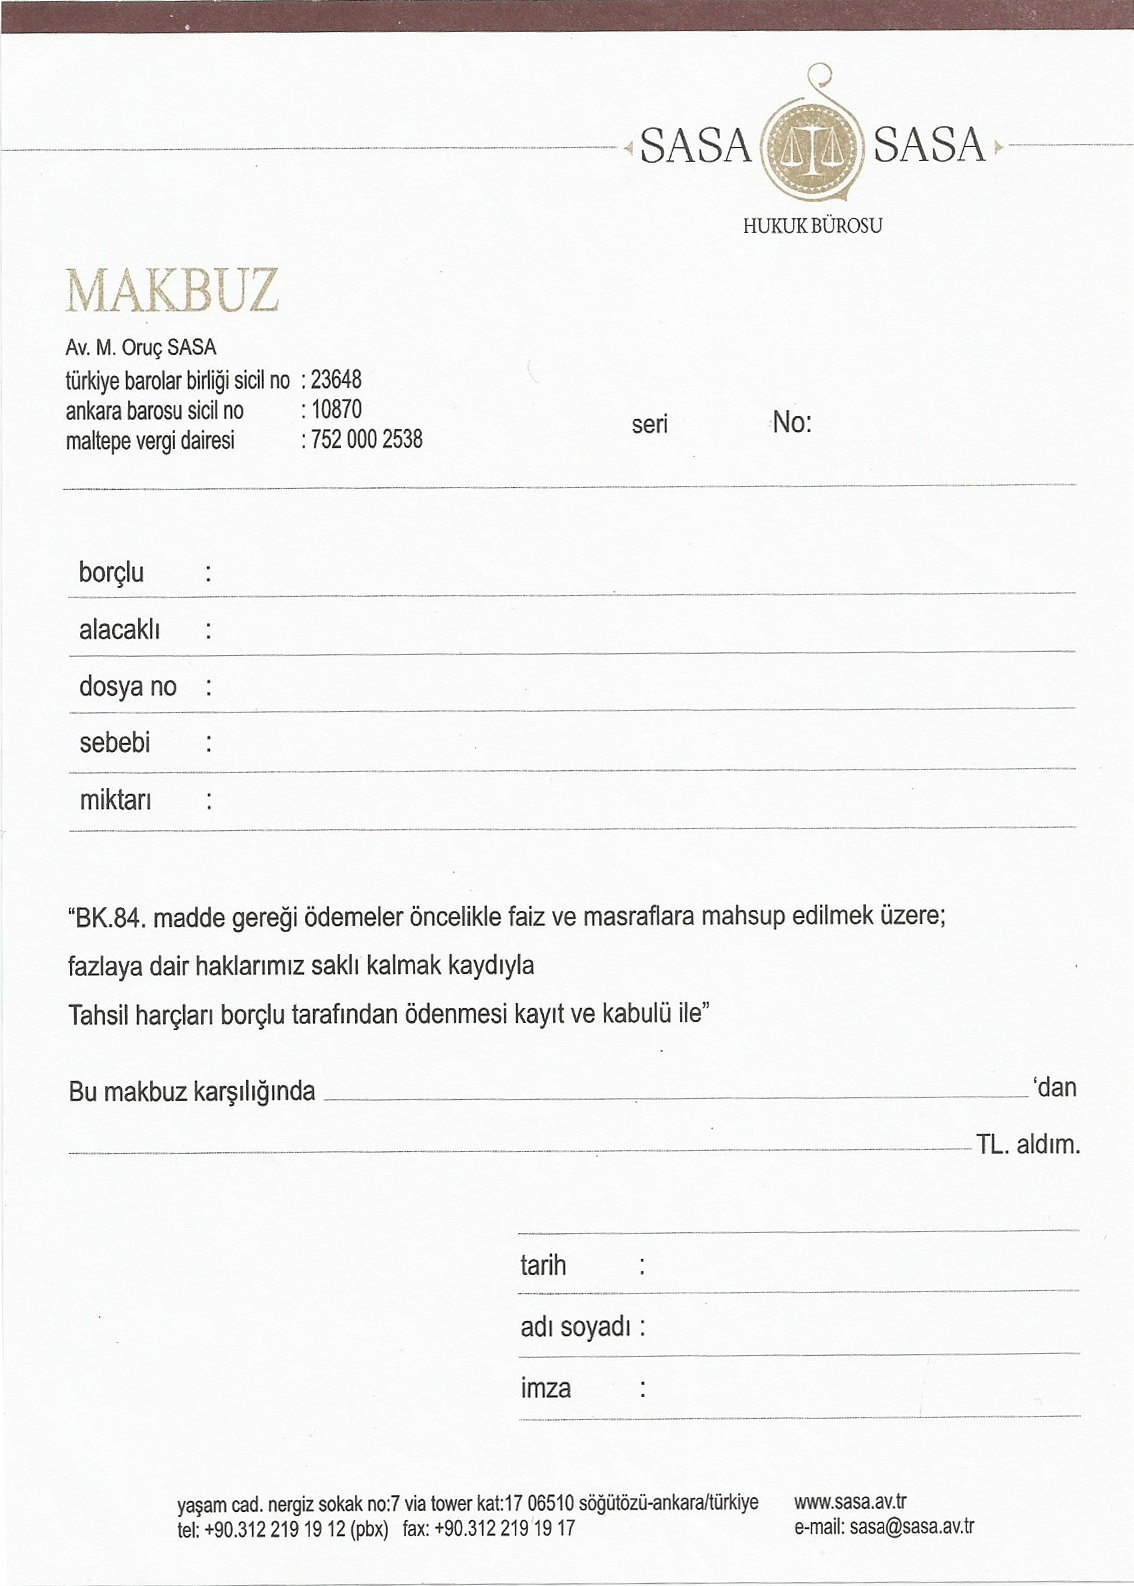 SASA SASA
HUKUK BÜROSU
MAKBUZ
Av. M. Oruç SASA
türkiye barolar birliği sicil no : 23648
ankara barosu sicil no : 10870
maltepe vergi dairesi : 752 000 2538
seri No:
borçlu :
alacaklı :
dosya no :
sebebi :
miktarı :
“BK.84. madde gereği ödemeler öncelikle faiz ve masraflara mahsup edilmek üzere;
fazlaya dair haklarımız saklı kalmak kaydıyla
Tahsil harçları borçlu tarafından ödenmesi kayıt ve kabulü ile”
Bu makbuz karşılığında ‘dan
TL. aldım.
tarih :
adı soyadı :
imza :
yaşam cad. nergiz sokak no:7 via tower kat:17 06510 söğütözü-ankara/türkiye www.sasa.av.tr
tel: +90.312 219 19 12 (pbx) fax: +90.312 219 19 17 e-mail: sasa@sasa.av.tr